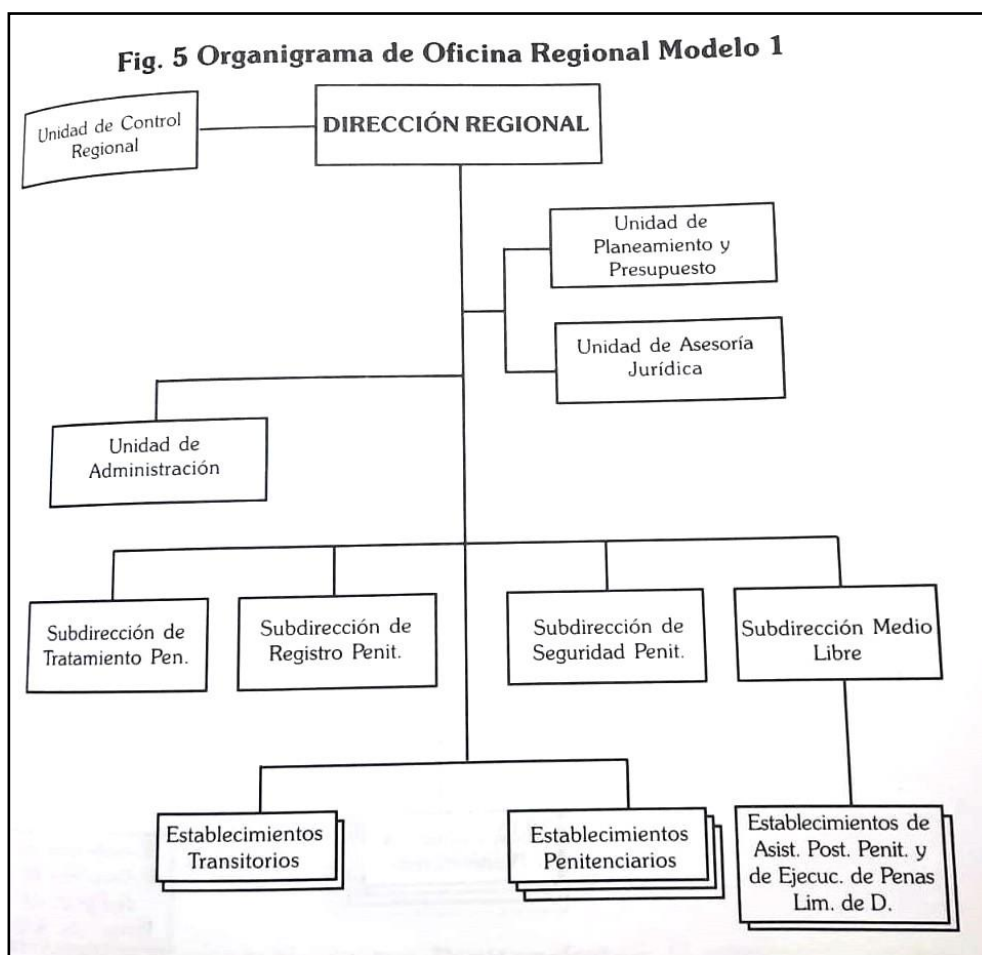 Fig. 5 Organigrama de Oficina Regional Modelo 1
Unidad de Control
Regional
DIRECCIÓN REGIONAL
Unidad de
Planeamiento y
Presupuesto
Unidad de Asesoría
Jurídica
Unidad de
Administración
Subdirección de
Tratamiento Pen.
Subdirección de
Registro Penit.
Subdirección de
Seguridad Penit.
Subdirección Medio
Libre
Establecimientos
Transitorios
Establecimientos
Penitenciarios
Establecimientos de
Asist. Post. Penit. y
de Ejecuc. de Penas
Lim. de D.